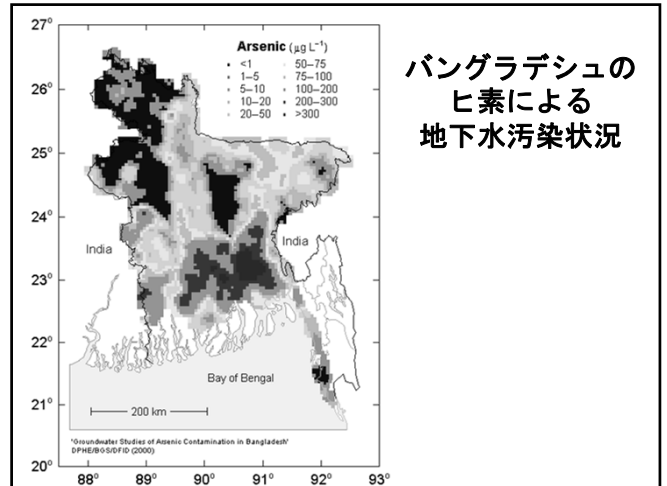 バングラデシュの
ヒ素による
地下水汚染状況
Arsenic (μg L⁻¹)
<1
1–5
5–10
10–20
20–50
50–75
75–100
100–200
200–300
>300
27°
26°
25°
24°
23°
22°
21°
20°
India
India
Bay of Bengal
200 km
'Groundwater Studies of Arsenic Contamination in Bangladesh'
DPHE/BGS/DFID (2000)
88° 89° 90° 91° 92° 93°